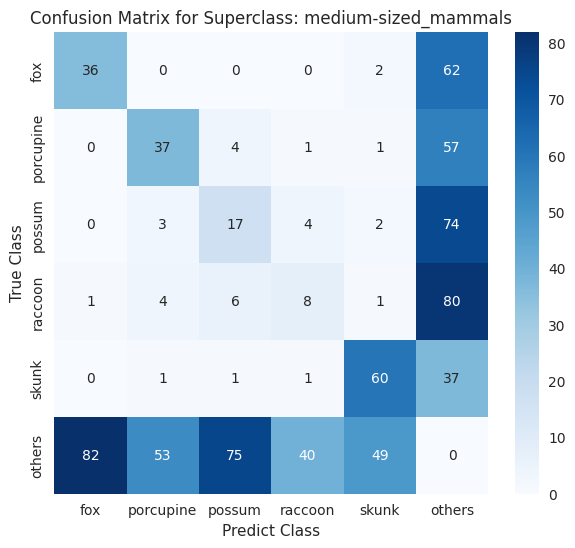 Confusion Matrix for Superclass: medium-sized_mammals
fox 36 0 0 0 2 62
porcupine 0 37 4 1 1 57
possum 0 3 17 4 2 74
raccoon 1 4 6 8 1 80
skunk 0 1 1 1 60 37
others 82 53 75 40 49 0
fox porcupine possum raccoon skunk others
Predict Class
True Class
80
70
60
50
40
30
20
10
0